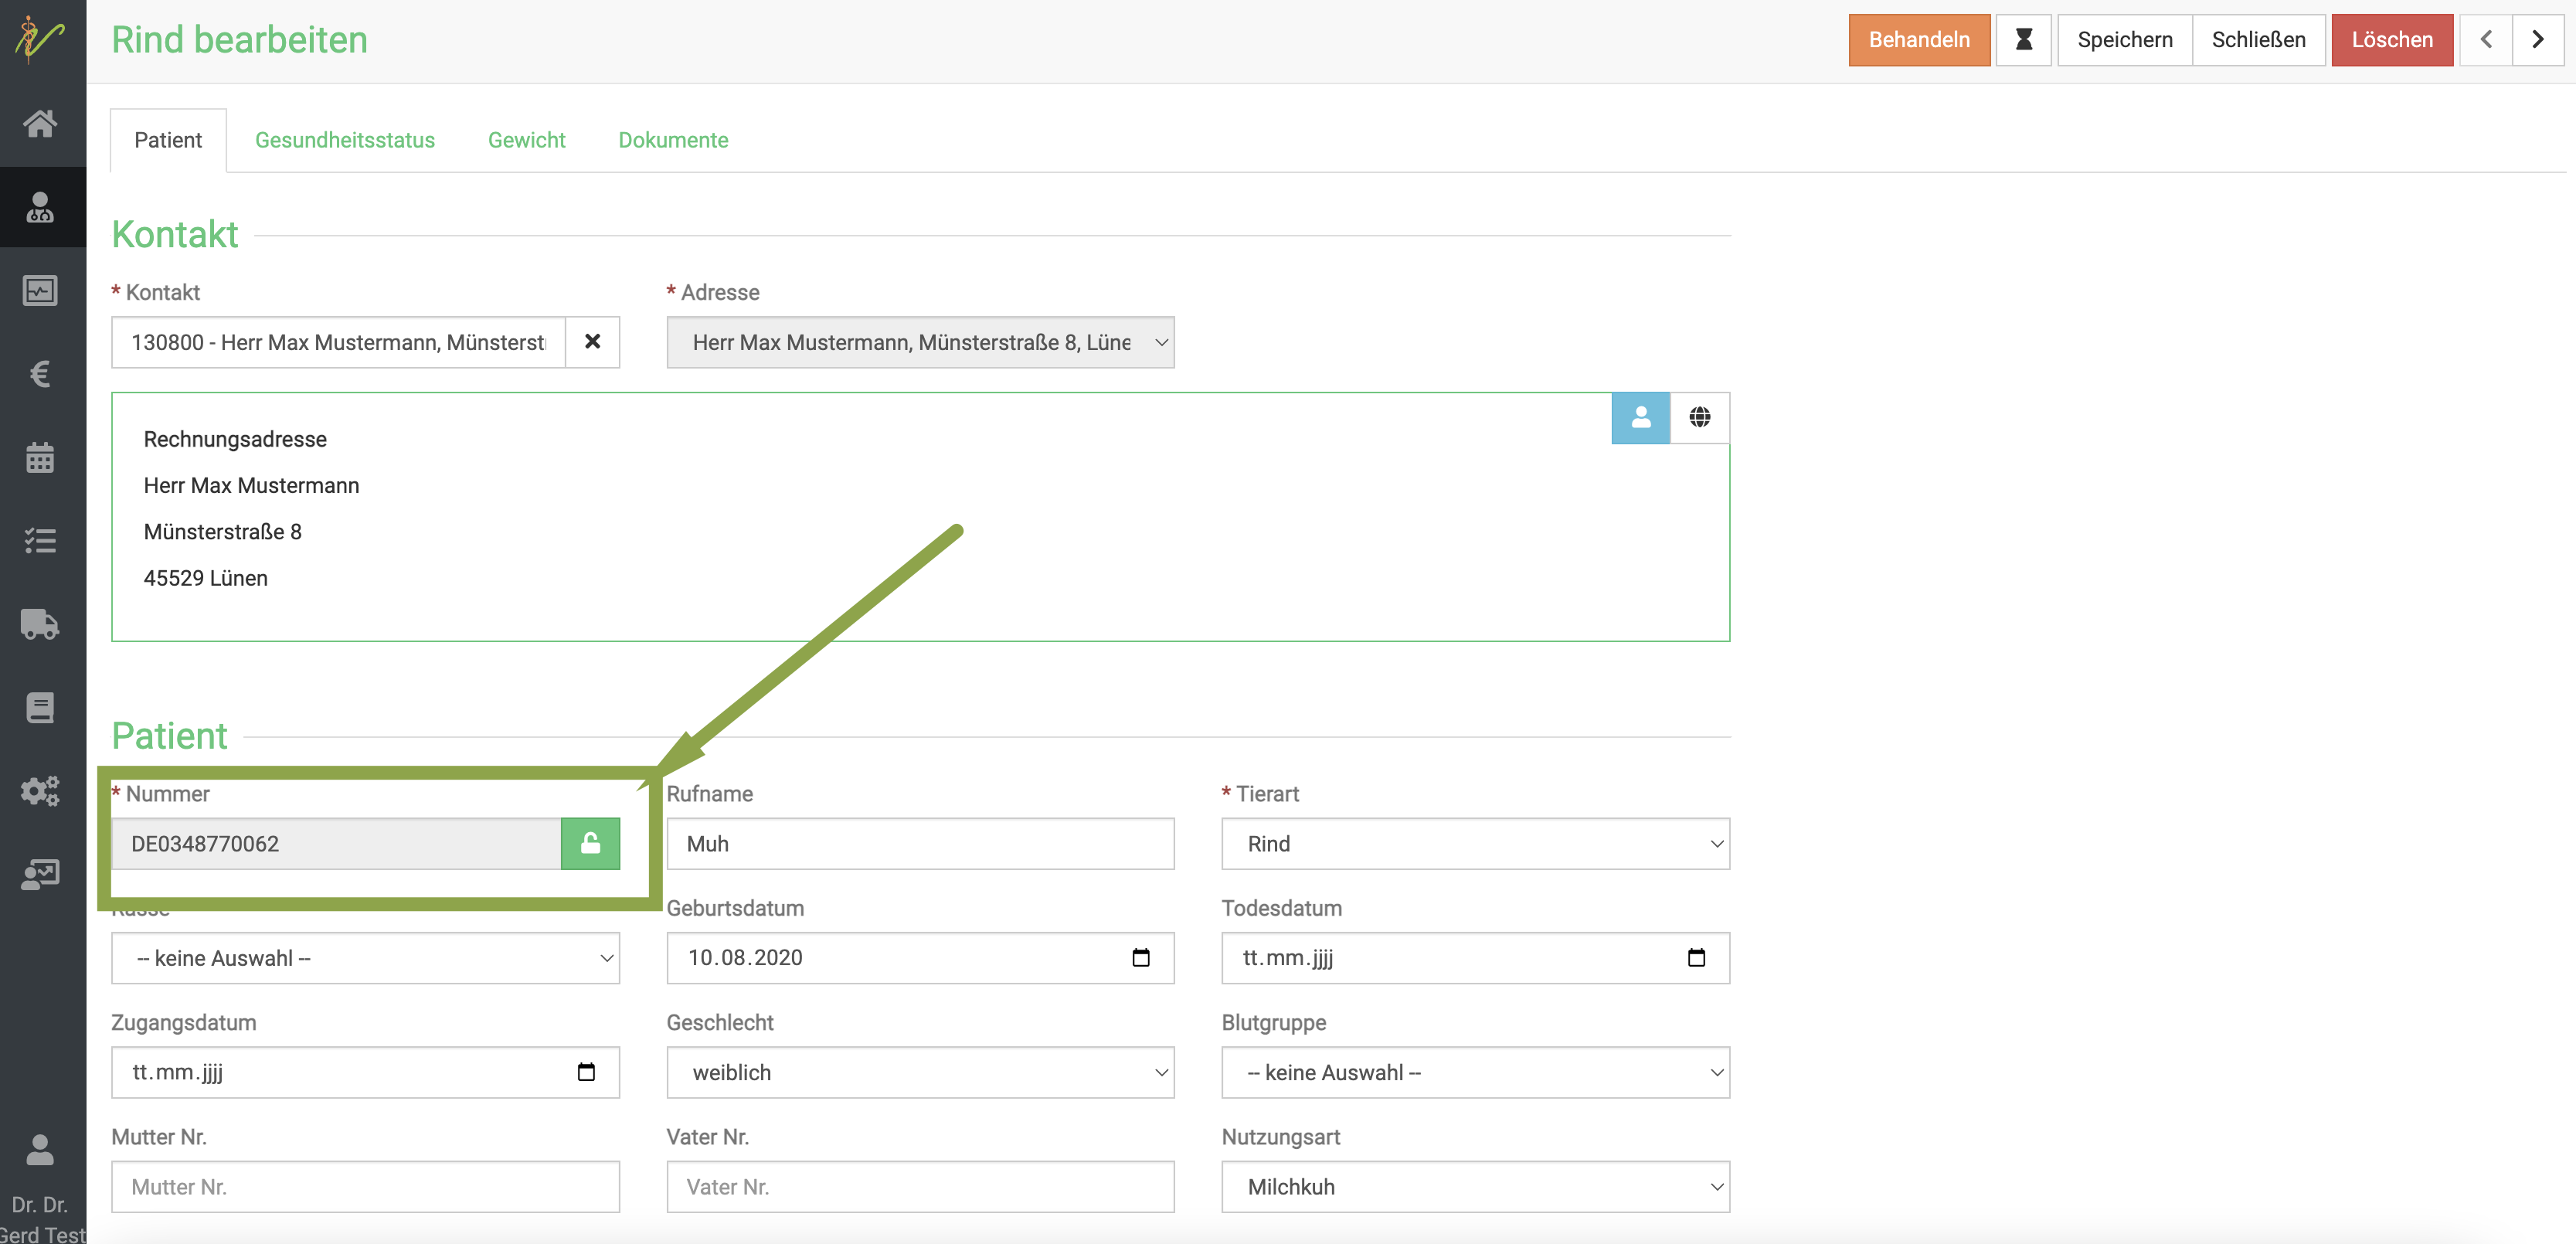 Rind bearbeiten
Behandeln
Speichern
Schließen
Löschen
Patient
Gesundheitsstatus
Gewicht
Dokumente
Kontakt
* Kontakt
* Adresse
130800 - Herr Max Mustermann, Münsterst
Herr Max Mustermann, Münsterstraße 8, Lüne
Rechnungsadresse
Herr Max Mustermann
Münsterstraße 8
45529 Lünen
Patient
* Nummer
Rufname
* Tierart
DE0348770062
Muh
Rind
Rasse
Geburtsdatum
Todesdatum
-- keine Auswahl --
10.08.2020
tt.mm.jjjj
Zugangsdatum
Geschlecht
Blutgruppe
tt.mm.jjjj
weiblich
-- keine Auswahl --
Mutter Nr.
Vater Nr.
Nutzungsart
Mutter Nr.
Vater Nr.
Milchkuh
Dr. Dr.
Gerd Test